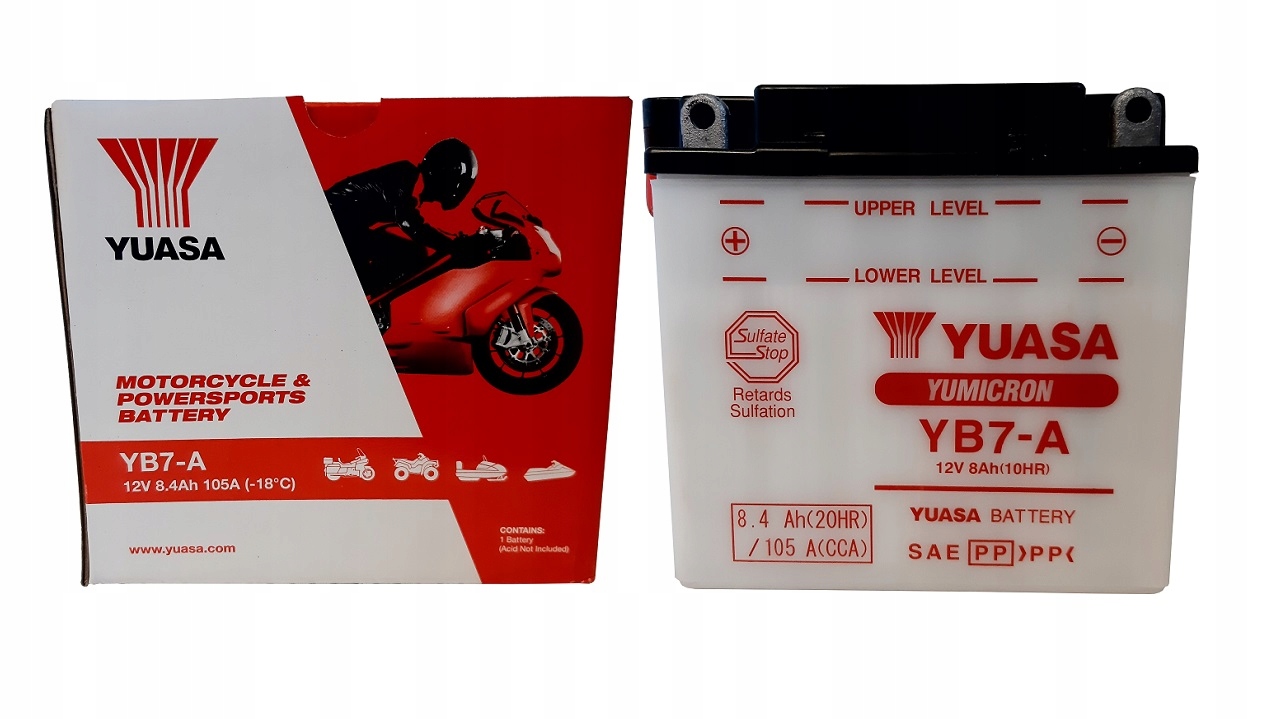 YUASA
MOTORCYCLE &
POWERSPORTS
BATTERY
YB7-A
12V 8.4Ah 105A (-18°C)
www.yuasa.com
CONTAINS:
1 Battery
(Acid Not Included)
UPPER LEVEL
+ −
LOWER LEVEL
Sulfate
Stop
Retards
Sulfation
YUASA
YUMICRON
YB7-A
12V 8Ah(10HR)
8.4 Ah(20HR)
/105 A(CCA)
YUASA BATTERY
SAE PP >PP<